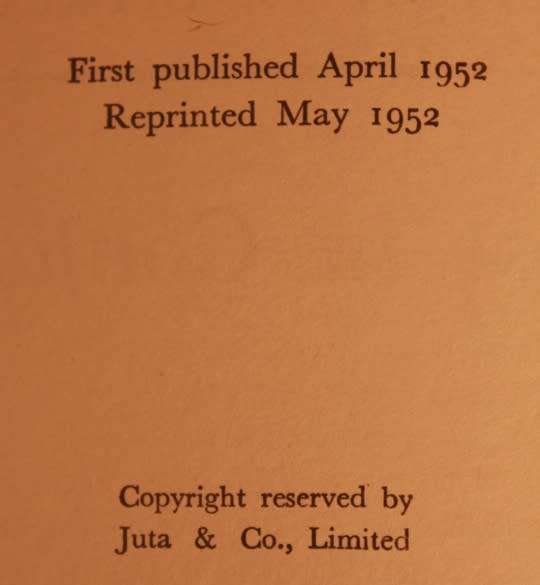 First published April 1952
Reprinted May 1952
Copyright reserved by
Juta & Co., Limited